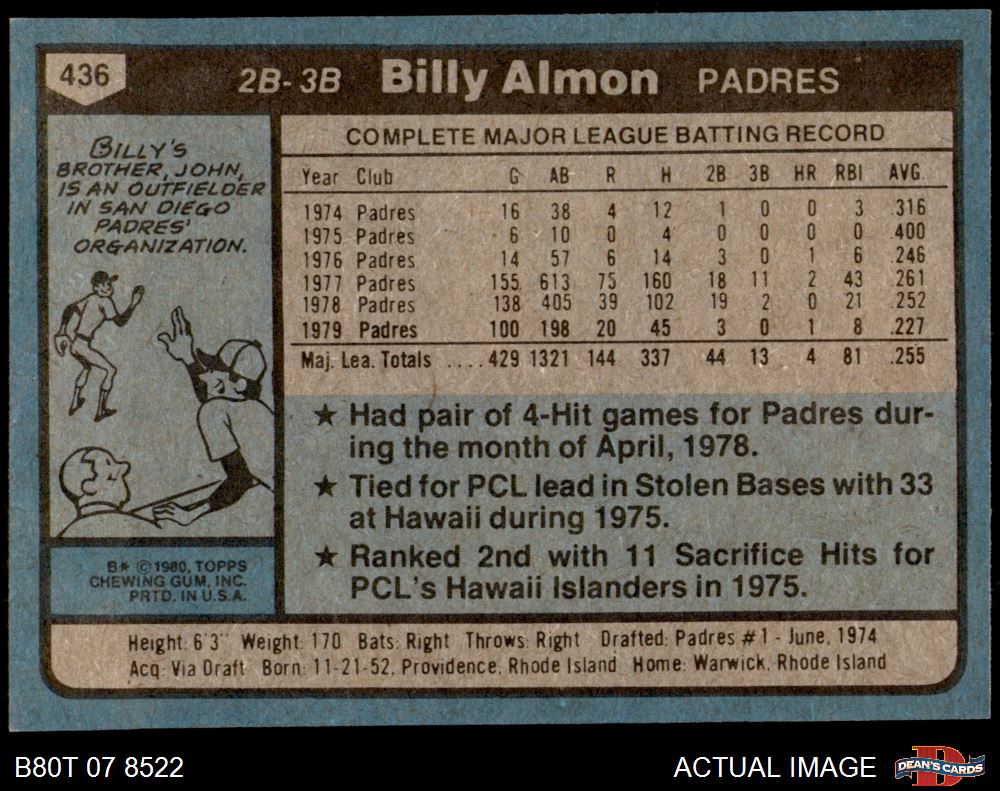 436
2B-3B Billy Almon PADRES
BILLY'S
BROTHER, JOHN,
IS AN OUTFIELDER
IN SAN DIEGO
PADRES'
ORGANIZATION.
B* © 1980, TOPPS
CHEWING GUM, INC.
PRTD. IN U.S.A.
COMPLETE MAJOR LEAGUE BATTING RECORD
Year Club G AB R H 2B 3B HR RBI AVG.
1974 Padres 16 38 4 12 1 0 0 3 .316
1975 Padres 6 10 0 4 0 0 0 0 .400
1976 Padres 14 57 6 14 3 0 1 6 .246
1977 Padres 155 613 75 160 18 11 2 43 .261
1978 Padres 138 405 39 102 19 2 0 21 .252
1979 Padres 100 198 20 45 3 0 1 8 .227
Maj. Lea. Totals .... 429 1321 144 337 44 13 4 81 .255
★ Had pair of 4-Hit games for Padres dur-
ing the month of April, 1978.
★ Tied for PCL lead in Stolen Bases with 33
at Hawaii during 1975.
★ Ranked 2nd with 11 Sacrifice Hits for
PCL's Hawaii Islanders in 1975.
Height: 6'3" Weight: 170 Bats: Right Throws: Right Drafted: Padres #1 - June, 1974
Acq: Via Draft Born: 11-21-52, Providence, Rhode Island Home: Warwick, Rhode Island
B80T 07 8522
ACTUAL IMAGE
D
DEAN'S CARDS